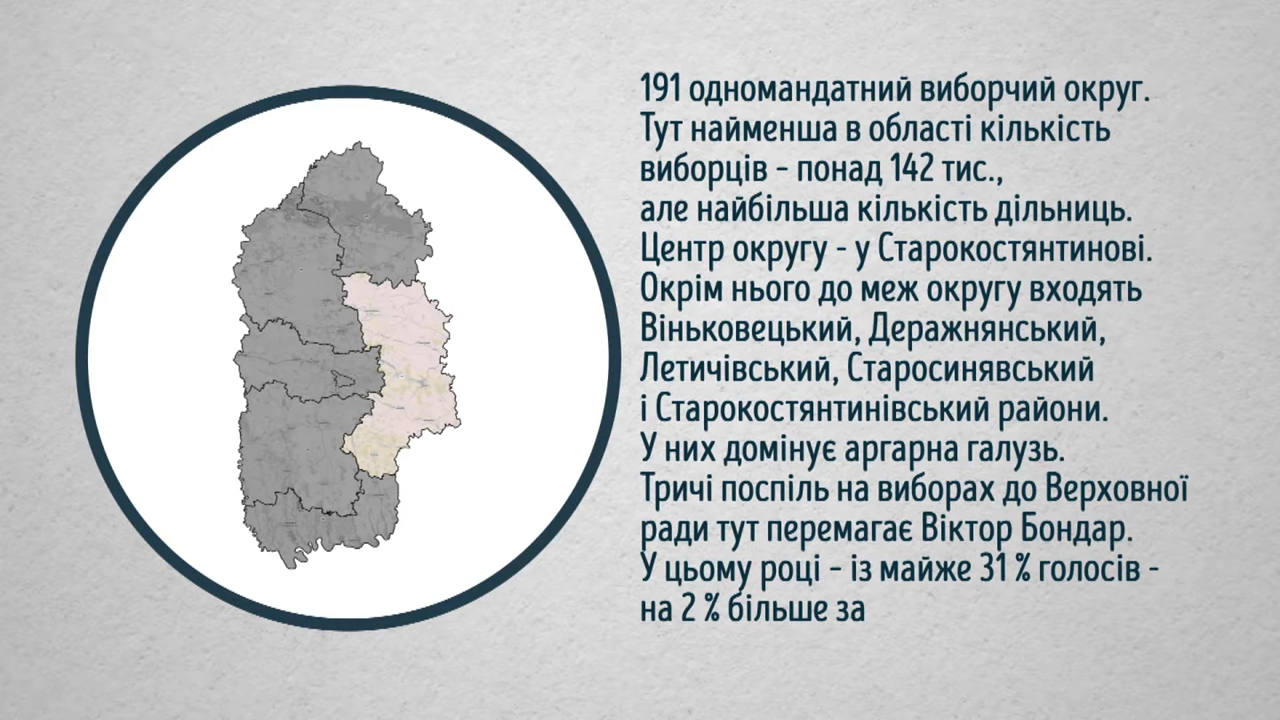 191 одномандатний виборчий округ.
Тут найменша в області кількість
виборців - понад 142 тис.,
але найбільша кількість дільниць.
Центр округу - у Старокостянтинові.
Окрім нього до меж округу входять
Віньковецький, Деражнянський,
Летичівський, Старосинявський
і Старокостянтинівський райони.
У них домінує аргарна галузь.
Тричі поспіль на виборах до Верховної
ради тут перемагає Віктор Бондар.
У цьому році - із майже 31 % голосів -
на 2 % більше за